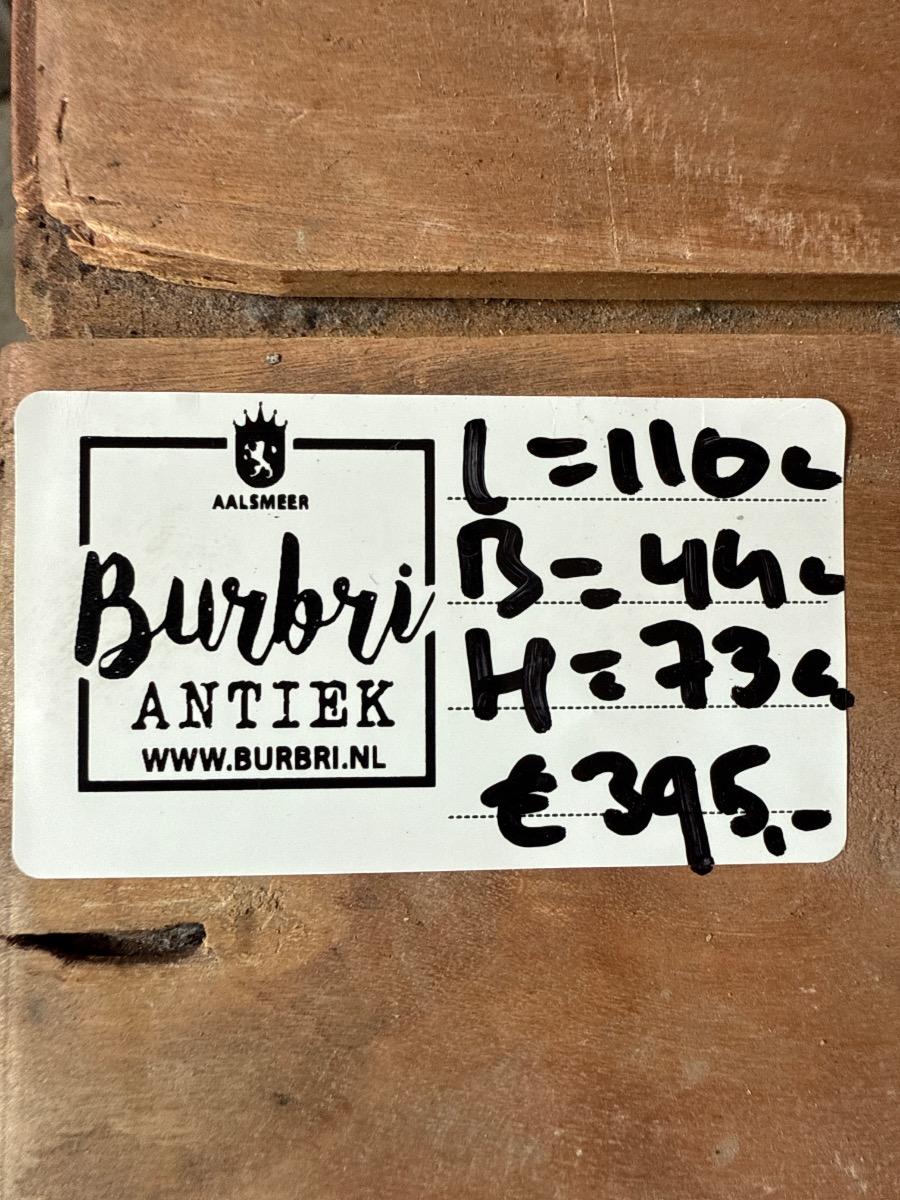 AALSMEER
Burbri
ANTIEK
WWW.BURBRI.NL
L=110c
B=44c
H=73c
€395,-